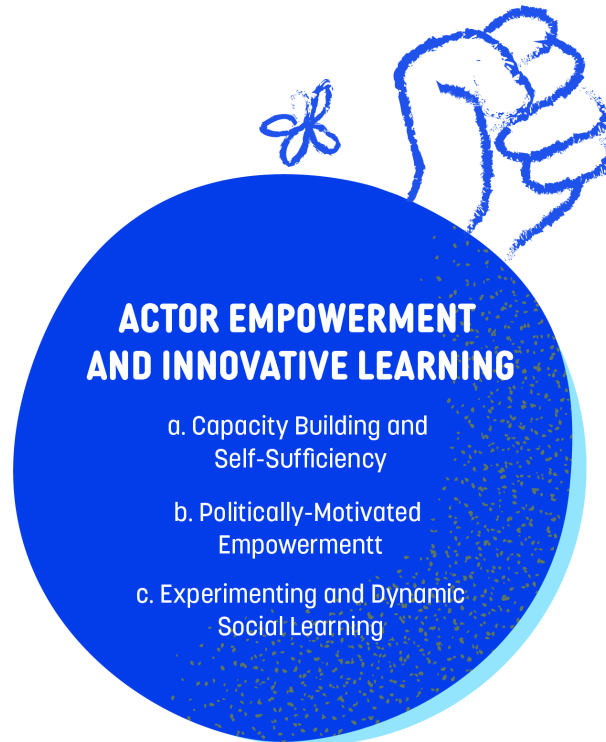 ACTOR EMPOWERMENT
AND INNOVATIVE LEARNING
a. Capacity Building and
Self-Sufficiency
b. Politically-Motivated
Empowermentt
c. Experimenting and Dynamic
Social Learning